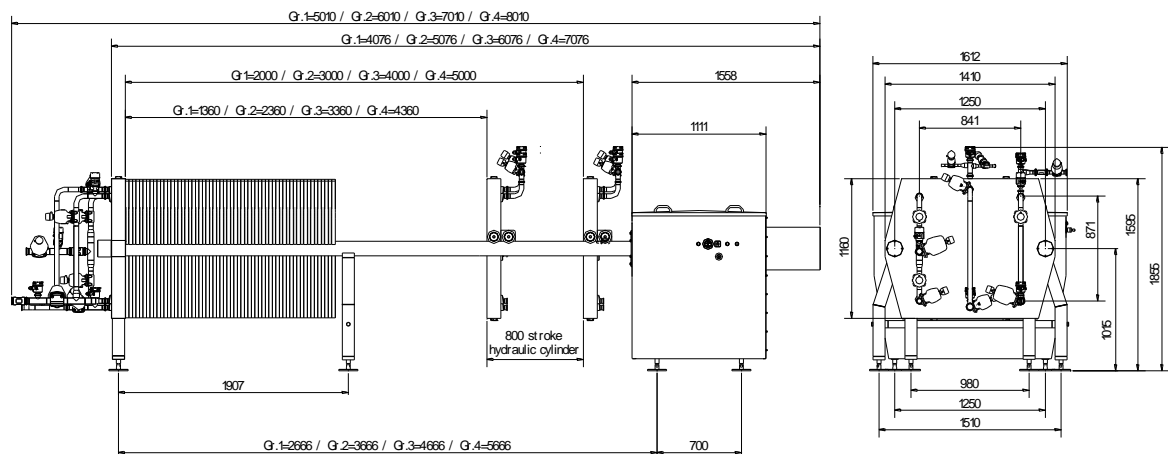 Gr.1=5010 / Gr.2=6010 / Gr.3=7010 / Gr.4=8010
Gr.1=4076 / Gr.2=5076 / Gr.3=6076 / Gr.4=7076
Gr1=2000 / Gr.2=3000 / Gr.3=4000 / Gr.4=5000
1558
Gr.1=1360 / Gr.2=2360 / Gr.3=3360 / Gr.4=4360
1111
800 stroke
hydraulic cylinder
1907
Gr.1=2666 / Gr.2=3666 / Gr.3=4666 / Gr.4=5666
700
1612
1410
1250
841
1160
871
1595
1855
1015
980
1250
1510